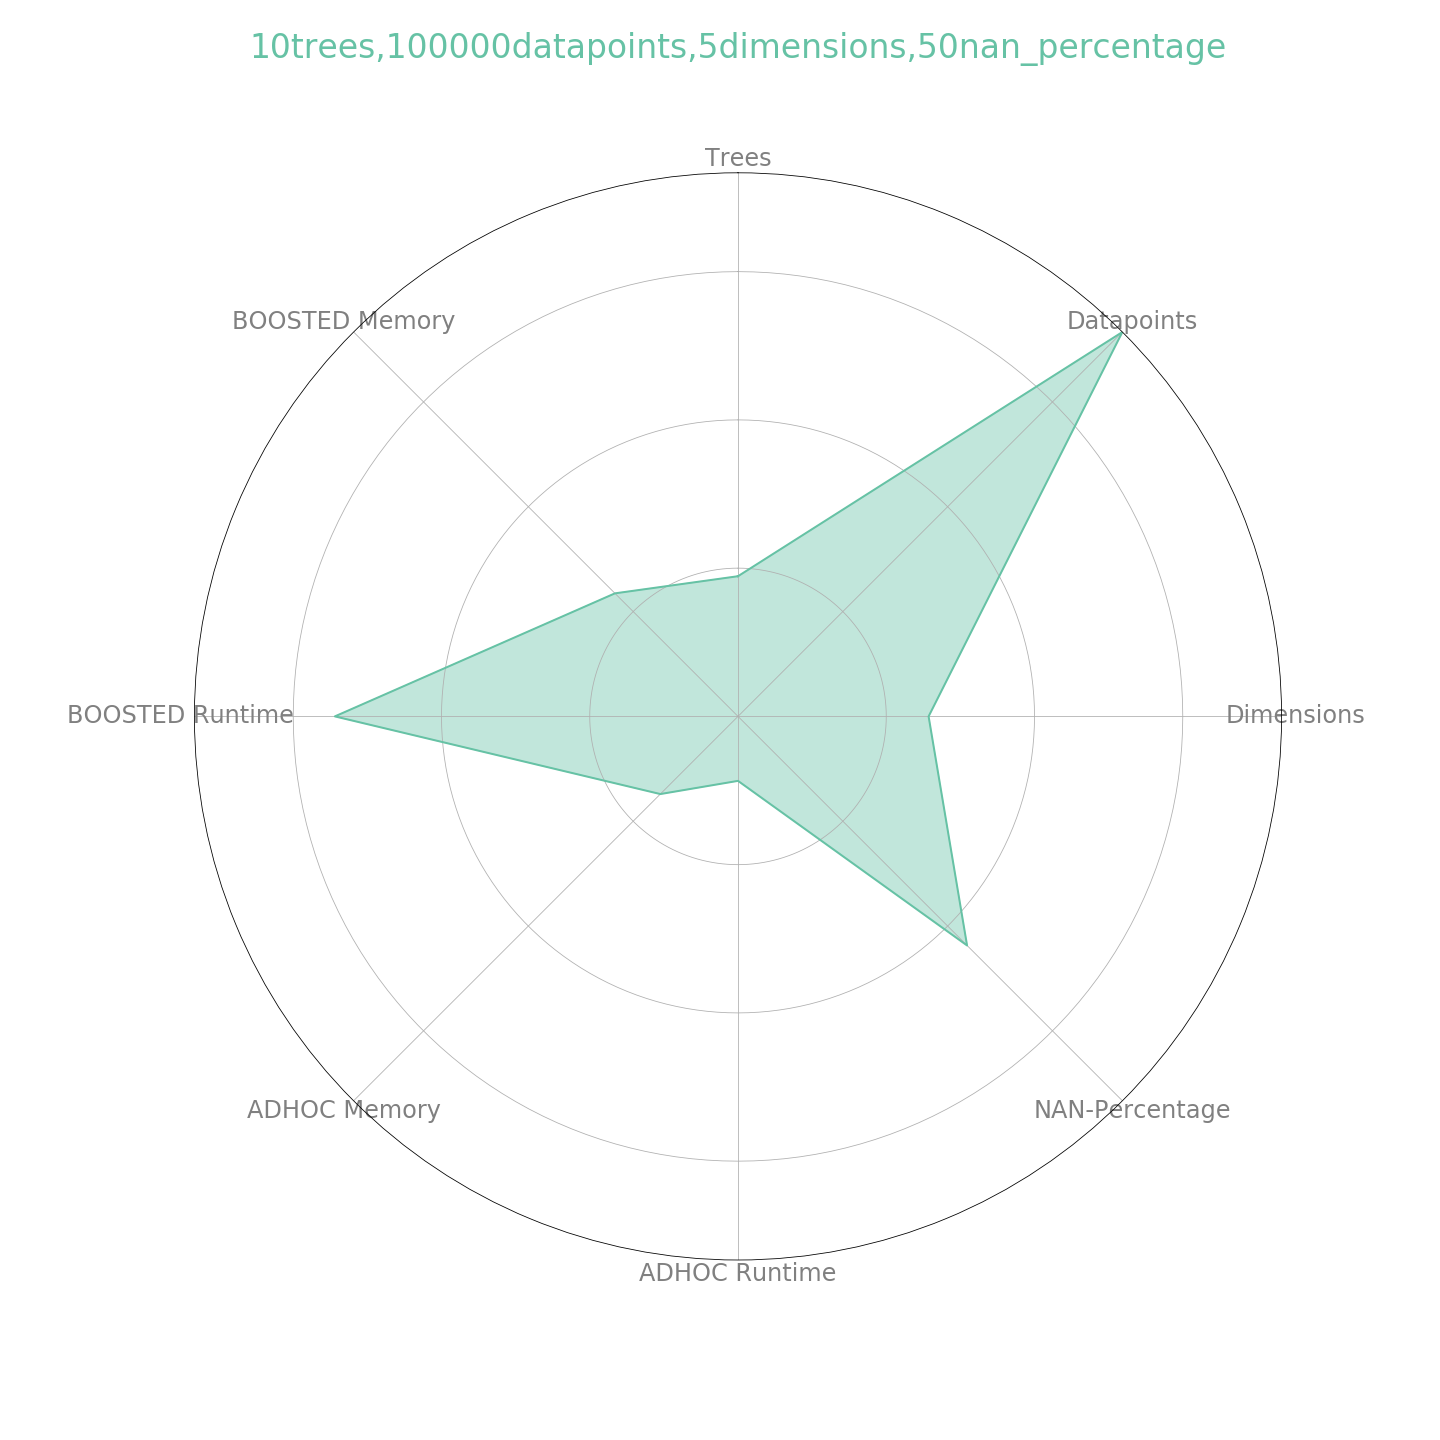 10trees,100000datapoints,5dimensions,50nan_percentage
Trees
BOOSTED Memory
Datapoints
BOOSTED Runtime
Dimensions
ADHOC Memory
NAN-Percentage
ADHOC Runtime